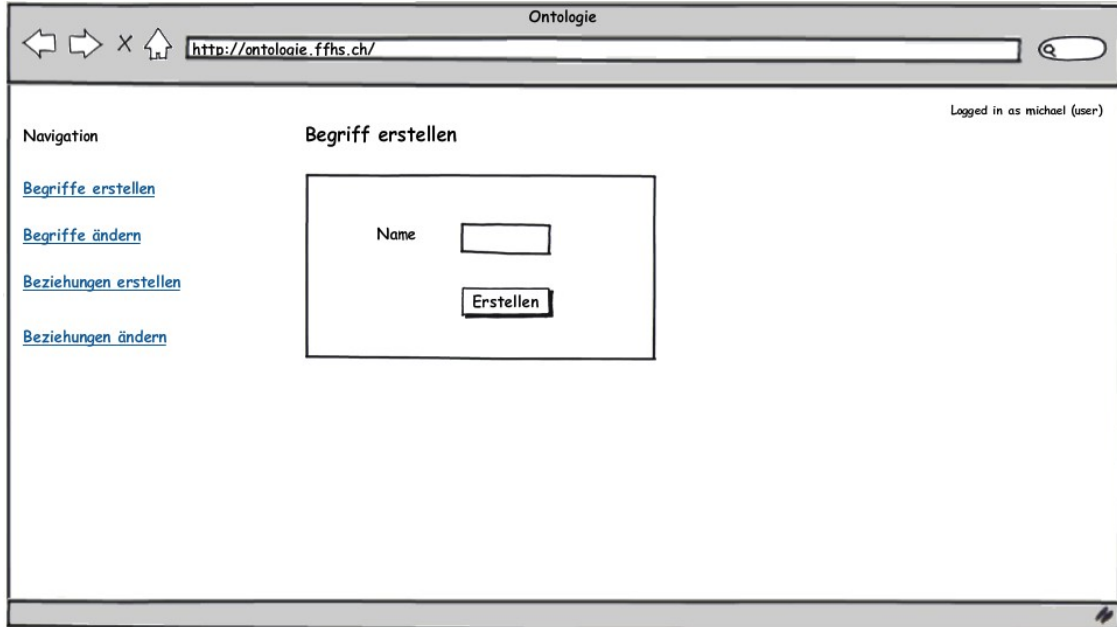 Ontologie
http://ontologie.ffhs.ch/
Logged in as michael (user)
Navigation
Begriffe erstellen
Begriffe ändern
Beziehungen erstellen
Beziehungen ändern
Begriff erstellen
Name
Erstellen